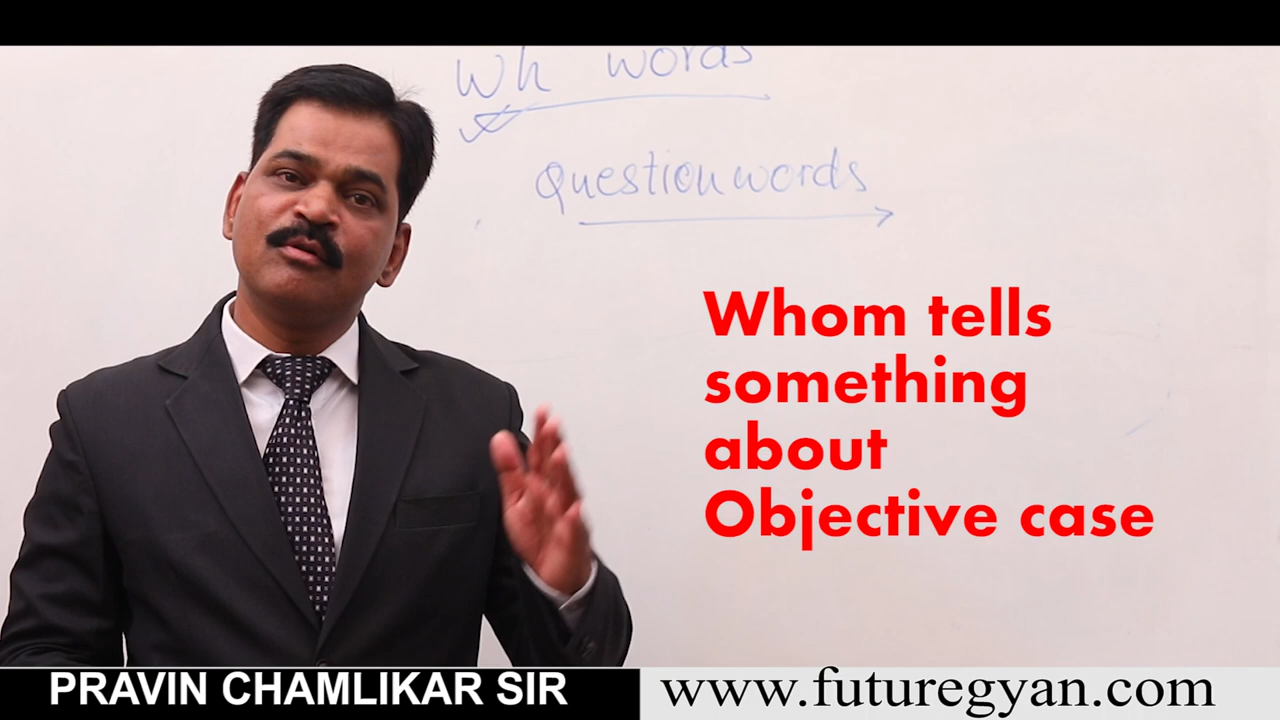 Wh words
Question words
Whom tells
something
about
Objective case
PRAVIN CHAMLIKAR SIR
www.futuregyan.com